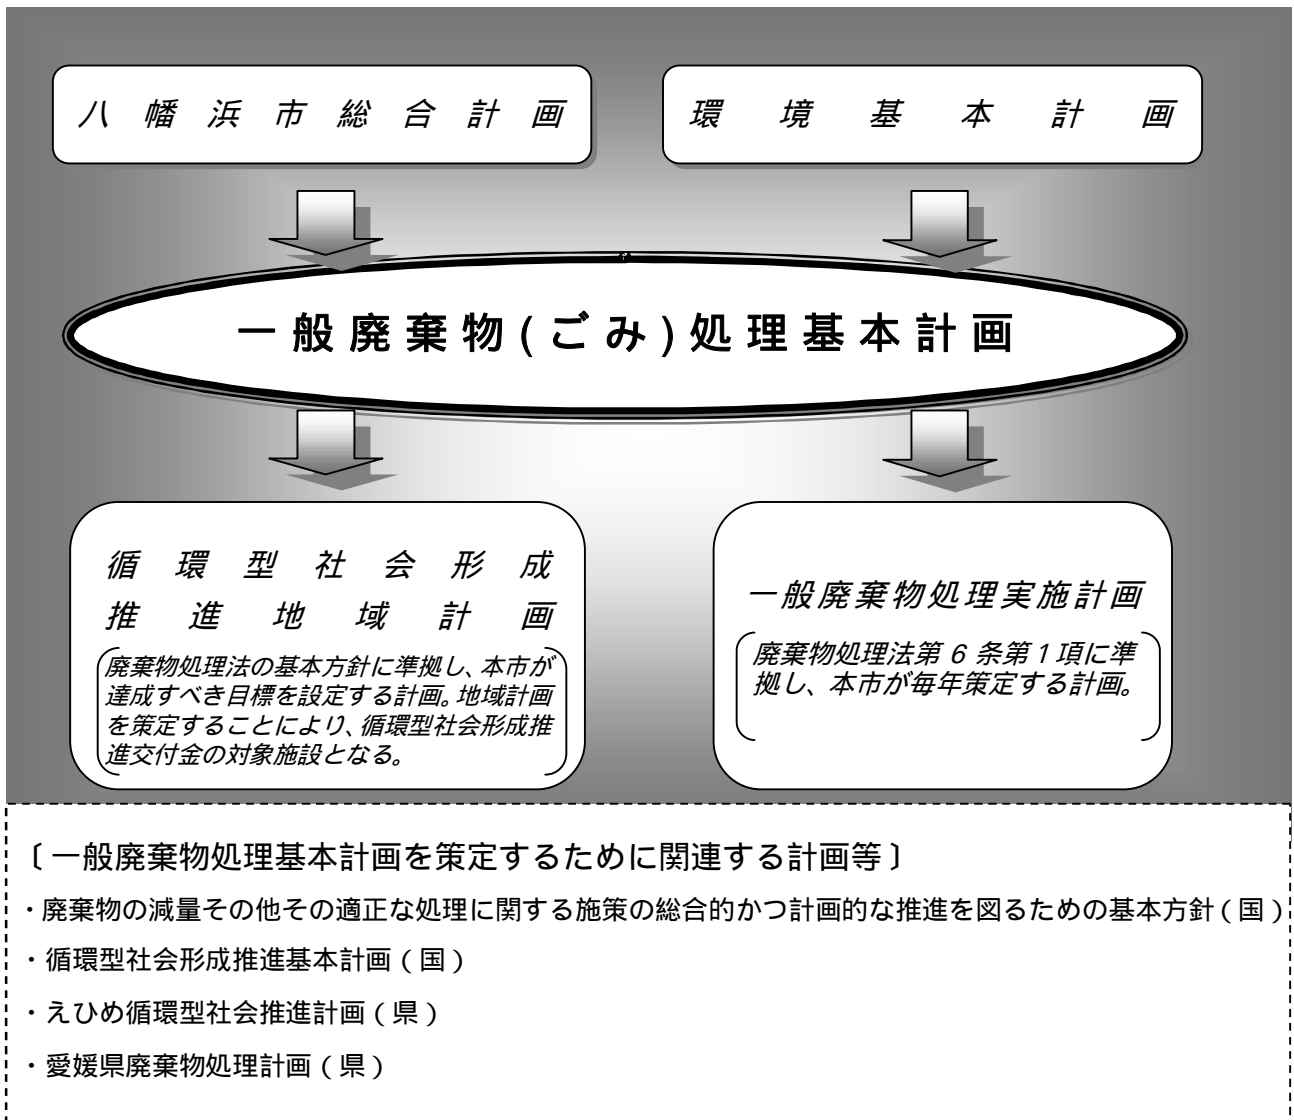 八幡浜市総合計画
環境基本計画
一般廃棄物(ごみ)処理基本計画
循環型社会形成
推進地域計画
廃棄物処理法の基本方針に準拠し、本市が
達成すべき目標を設定する計画。地域計画
を策定することにより、循環型社会形成推
進交付金の対象施設となる。
一般廃棄物処理実施計画
廃棄物処理法第6条第1項に準
拠し、本市が毎年策定する計画。
〔一般廃棄物処理基本計画を策定するために関連する計画等〕
・廃棄物の減量その他その適正な処理に関する施策の総合的かつ計画的な推進を図るための基本方針(国)
・循環型社会形成推進基本計画(国)
・えひめ循環型社会推進計画(県)
・愛媛県廃棄物処理計画(県)